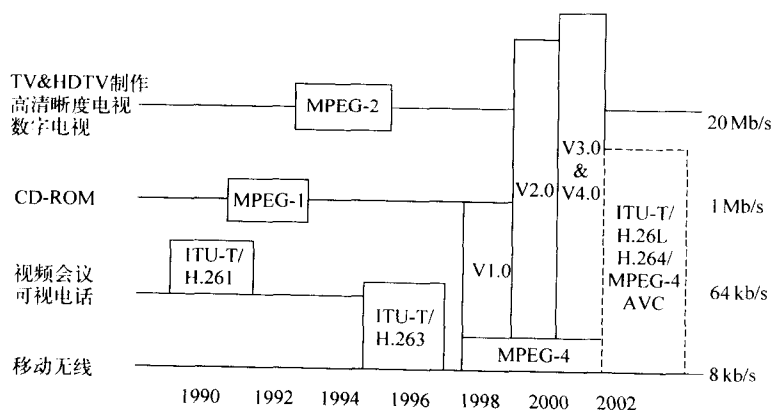 TV&HDTV制作
高清晰度电视
数字电视
MPEG-2
20 Mb/s
V3.0
&
V4.0
V2.0
CD-ROM
MPEG-1
1 Mb/s
ITU-T/
H.26L
H.264/
MPEG-4
AVC
ITU-T/
H.261
视频会议
可视电话
V1.0
64 kb/s
ITU-T/
H.263
MPEG-4
移动无线
8 kb/s
1990 1992 1994 1996 1998 2000 2002